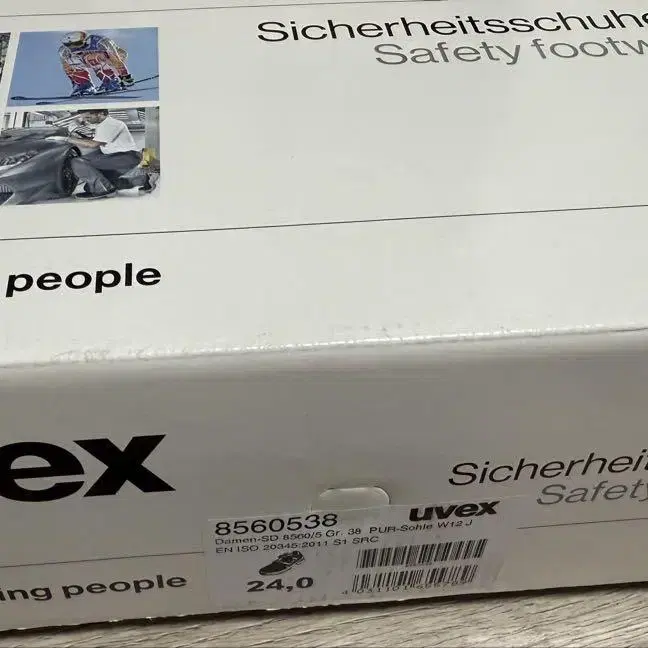 Sicherheitsschuhe
Safety footw
people
ex
Sicherheit
Safety
ing people
8560538
uvex
Damen-SD 8560/5 Gr. 38 PUR-Sohle W12 J
EN ISO 20345:2011 S1 SRC
24,0